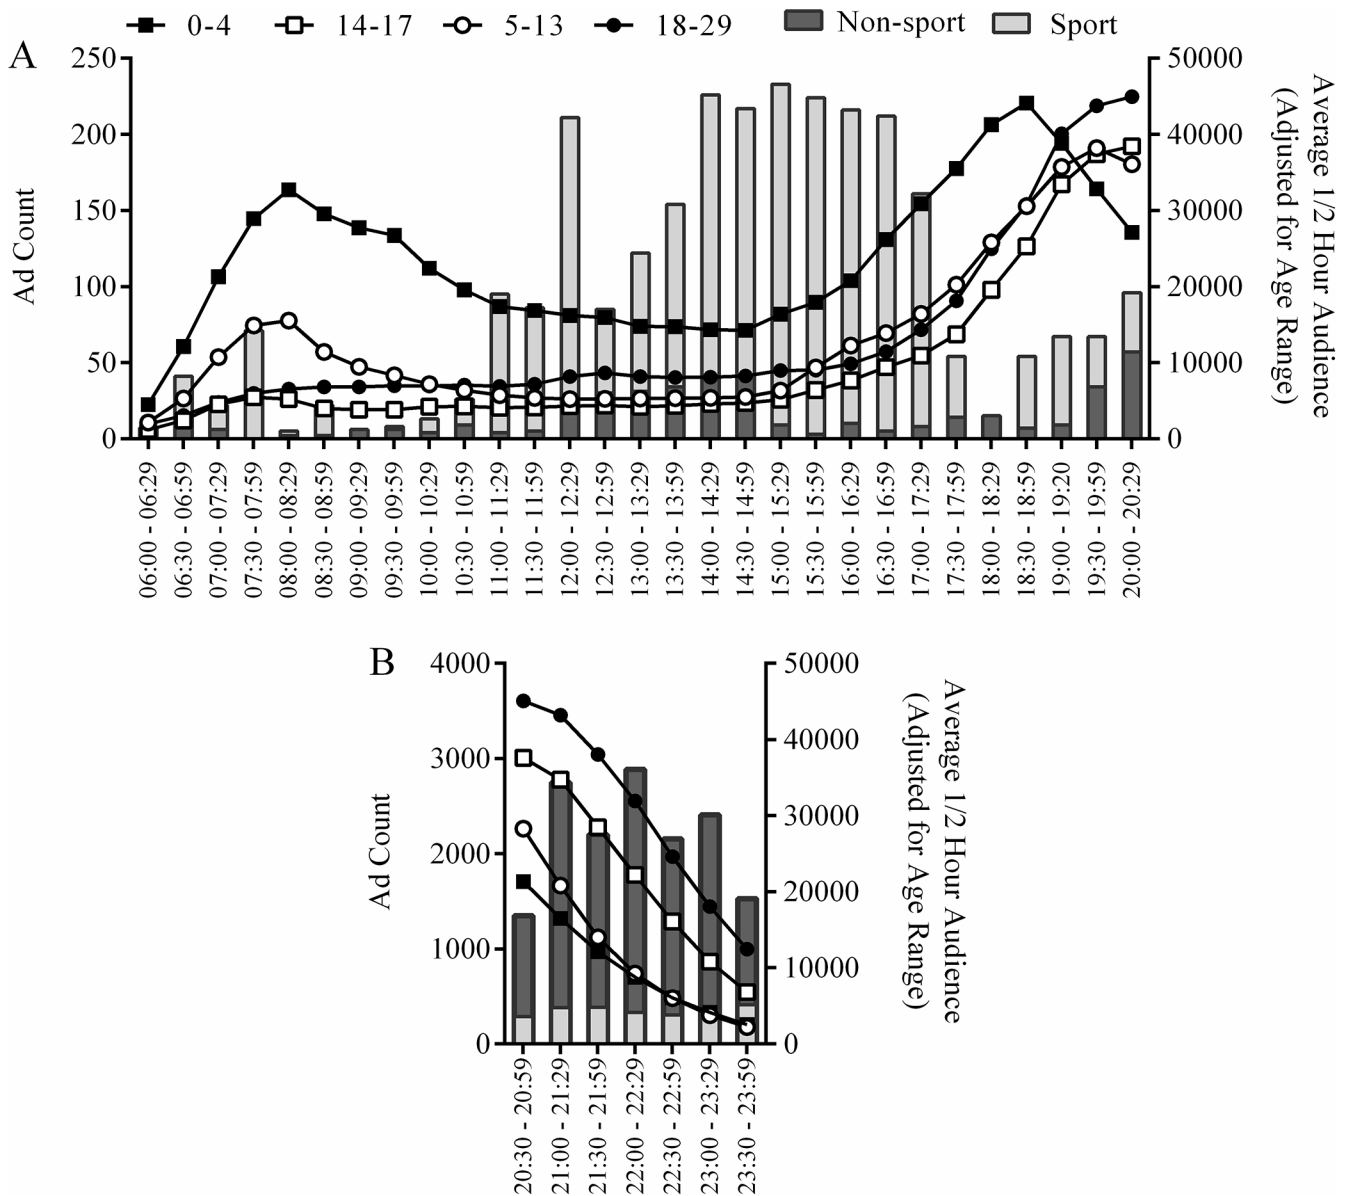 0-4 14-17 5-13 18-29 Non-sport Sport
A
250
200
150
100
50
0
Ad Count
50000
40000
30000
20000
10000
0
Average 1/2 Hour Audience
(Adjusted for Age Range)
06:00 - 06:29
06:30 - 06:59
07:00 - 07:29
07:30 - 07:59
08:00 - 08:29
08:30 - 08:59
09:00 - 09:29
09:30 - 09:59
10:00 - 10:29
10:30 - 10:59
11:00 - 11:29
11:30 - 11:59
12:00 - 12:29
12:30 - 12:59
13:00 - 13:29
13:30 - 13:59
14:00 - 14:29
14:30 - 14:59
15:00 - 15:29
15:30 - 15:59
16:00 - 16:29
16:30 - 16:59
17:00 - 17:29
17:30 - 17:59
18:00 - 18:29
18:30 - 18:59
19:00 - 19:20
19:30 - 19:59
20:00 - 20:29
B
4000
3000
2000
1000
0
Ad Count
50000
40000
30000
20000
10000
0
Average 1/2 Hour Audience
(Adjusted for Age Range)
20:30 - 20:59
21:00 - 21:29
21:30 - 21:59
22:00 - 22:29
22:30 - 22:59
23:00 - 23:29
23:30 - 23:59